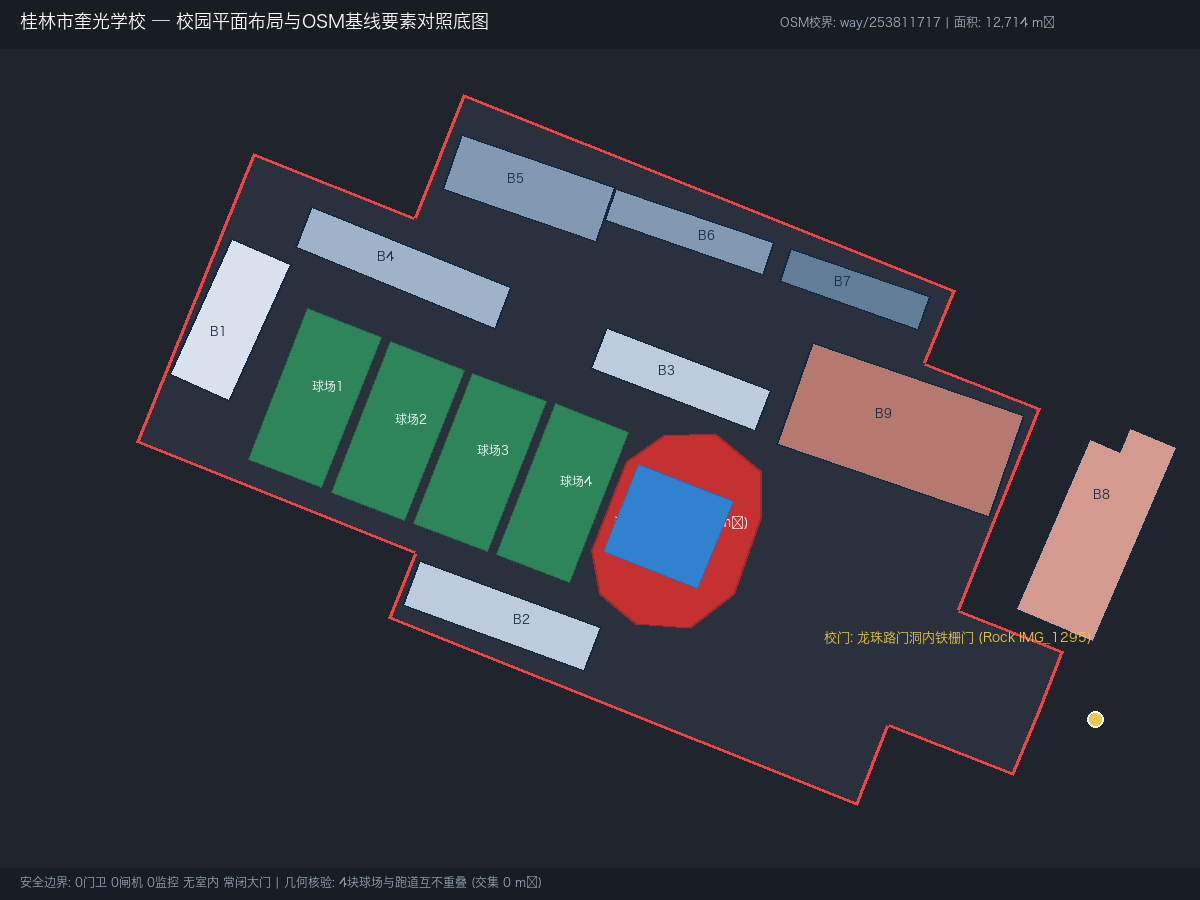 桂林市奎光学校 — 校园平面布局与OSM基线要素对照底图
OSM校界: way/253811717 | 面积: 12,714 m
B5
B6
B4
B7
B1
B3
球场1
球场2
B9
球场3
球场4
B8
m)
B2
校门: 龙珠路门洞内铁栅门 (Rock IMG_1295)
安全边界: 0门卫 0闸机 0监控 无室内 常闭大门 | 几何核验: 4块球场与跑道互不重叠 (交集 0 m)